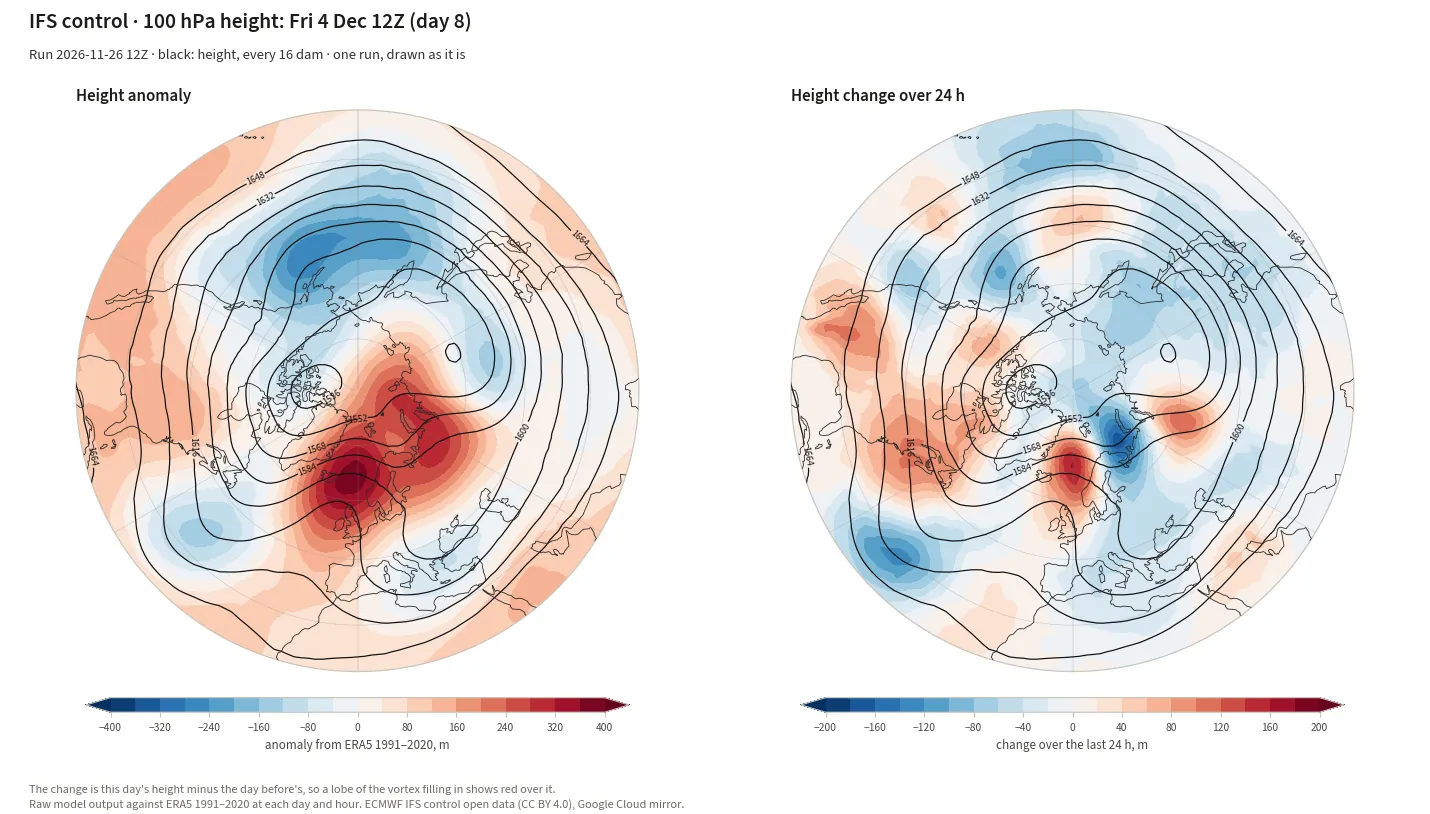 IFS control · 100 hPa height: Fri 4 Dec 12Z (day 8)
Run 2026-11-26 12Z · black: height, every 16 dam · one run, drawn as it is
Height anomaly
Height change over 24 h
1648
1632
1664
1552
1568
1584
1600
1616
1664
1648
1632
1664
1552
1568
1584
1600
1616
1664
−400 −320 −240 −160 −80 0 80 160 240 320 400
anomaly from ERA5 1991–2020, m
−200 −160 −120 −80 −40 0 40 80 120 160 200
change over the last 24 h, m
The change is this day's height minus the day before's, so a lobe of the vortex filling in shows red over it.
Raw model output against ERA5 1991–2020 at each day and hour. ECMWF IFS control open data (CC BY 4.0), Google Cloud mirror.